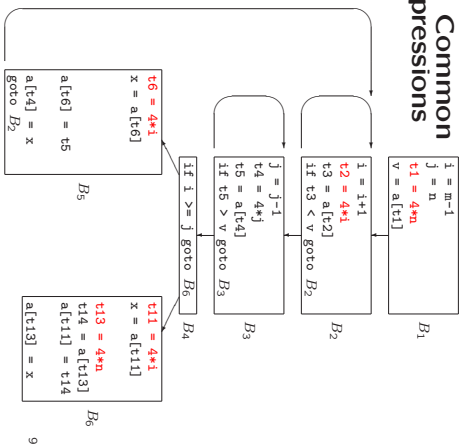 Common
pressions
i = m-1
j = n
t1 = 4*n
v = a[t1]
B1
i = i+1
t2 = 4*i
t3 = a[t2]
if t3 < v goto B2
B2
j = j-1
t4 = 4*j
t5 = a[t4]
if t5 > v goto B3
B3
if i >= j goto B6
B4
t6 = 4*i
x = a[t6]
a[t6] = t5
a[t4] = x
goto B2
B5
t11 = 4*i
x = a[t11]
t13 = 4*n
t14 = a[t13]
a[t11] = t14
a[t13] = x
B6
9